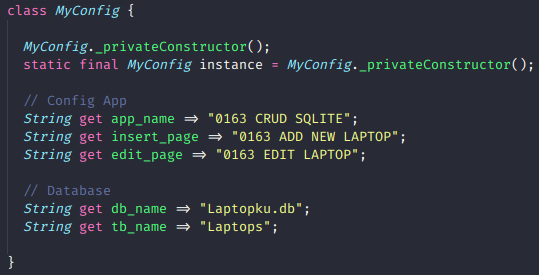 class MyConfig {
MyConfig._privateConstructor();
static final MyConfig instance = MyConfig._privateConstructor();
// Config App
String get app_name => "0163 CRUD SQLITE";
String get insert_page => "0163 ADD NEW LAPTOP";
String get edit_page => "0163 EDIT LAPTOP";
// Database
String get db_name => "Laptopku.db";
String get tb_name => "Laptops";
}